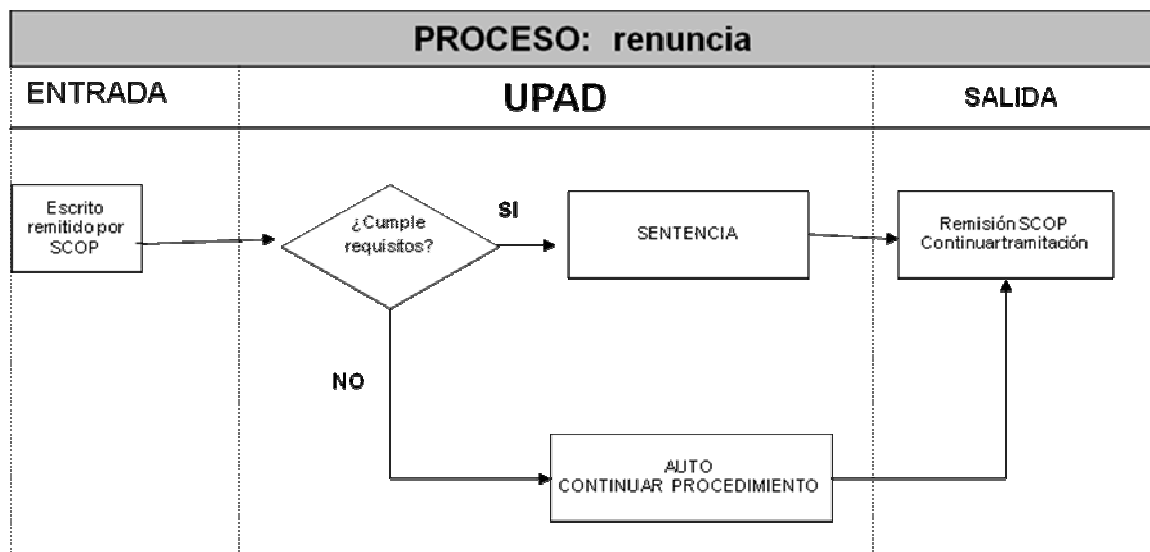 PROCESO: renuncia
ENTRADA
UPAD
SALIDA
Escrito
remitido por
SCOP
¿Cumple
requisitos?
SI
SENTENCIA
Remisión SCOP
Continuartramitación
NO
AUTO
CONTINUAR PROCEDIMIENTO